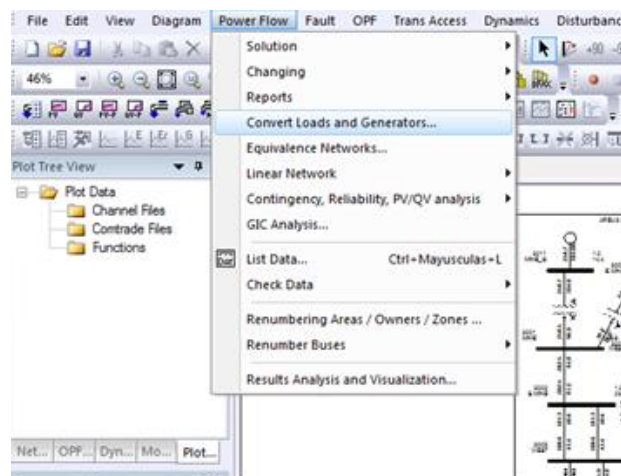 File Edit View Diagram Power Flow Fault OPF Trans Access Dynamics Disturbanc
46%
Plot Tree View
Plot Data
Channel Files
Comtrade Files
Functions
Solution
Changing
Reports
Convert Loads and Generators...
Equivalence Networks...
Linear Network
Contingency, Reliability, PV/QV analysis
GIC Analysis...
List Data... Ctrl+Mayusculas+L
Check Data
Renumbering Areas / Owners / Zones ...
Renumber Buses
Results Analysis and Visualization...
Net... OPF... Dyn... Mo... Plot...